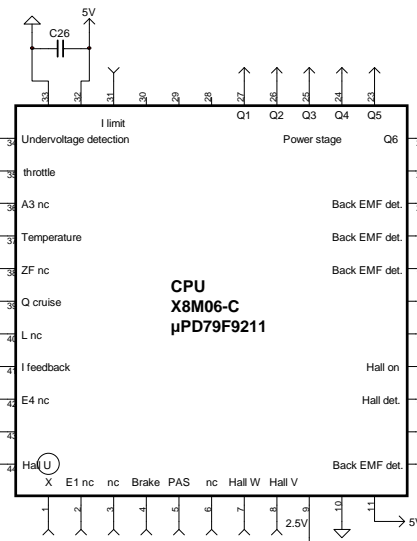 5V
C26
33
32
31
30
29
28
27
26
25
24
23
I limit
Q1
Q2
Q3
Q4
Q5
34 Undervoltage detection
Power stage
Q6
35 throttle
36 A3 nc
Back EMF det.
37 Temperature
Back EMF det.
38 ZF nc
Back EMF det.
CPU
X8M06-C
µPD79F9211
39 Q cruise
40 L nc
41 I feedback
Hall on
42 E4 nc
Hall det.
43
44 Hall U
Back EMF det.
X
E1 nc
nc
Brake
PAS
nc
Hall W
Hall V
1
2
3
4
5
6
7
8
9
10
11
2.5V
5V